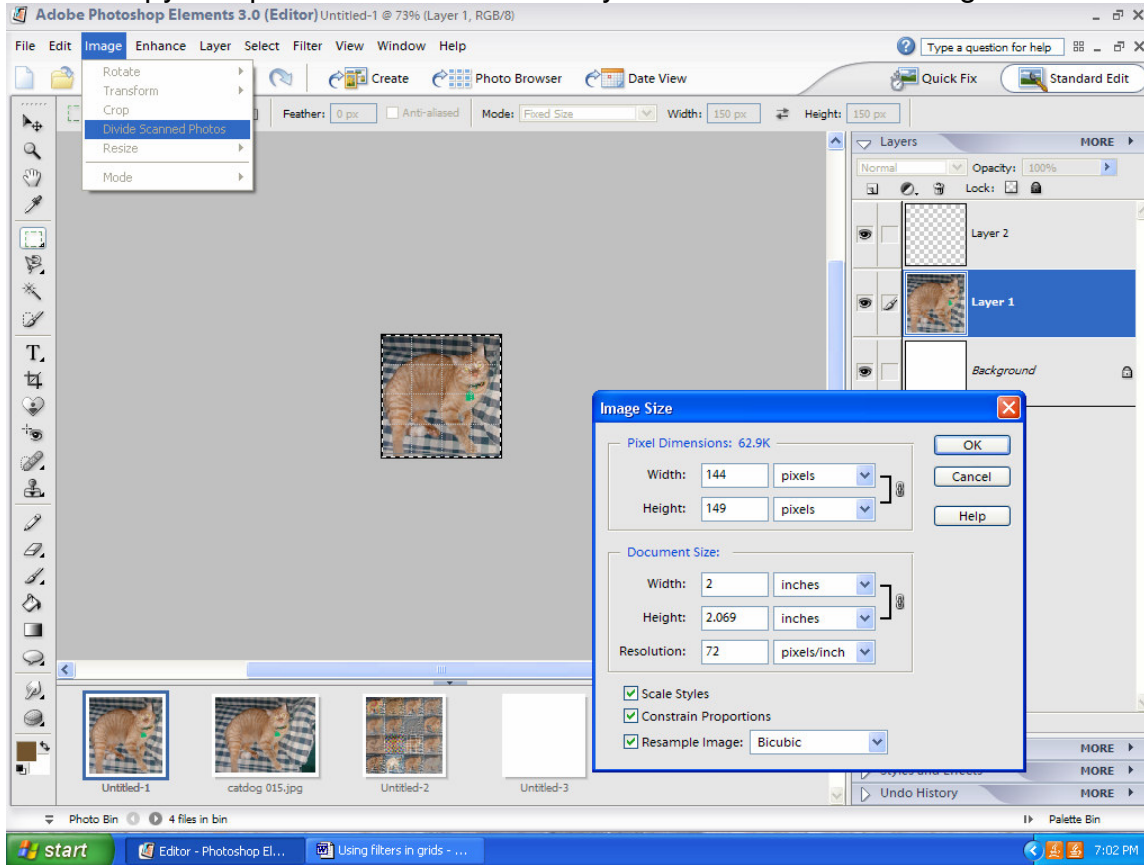 Adobe Photoshop Elements 3.0 (Editor) Untitled-1 @ 73% (Layer 1, RGB/8)
File Edit Image Enhance Layer Select Filter View Window Help
Type a question for help
Rotate
Transform
Crop
Divide Scanned Photos
Resize
Mode
Create Photo Browser Date View
Quick Fix Standard Edit
Feather: 0 px Anti-aliased Mode: Fixed Size Width: 150 px Height: 150 px
Layers MORE
Normal Opacity: 100%
Lock:
Layer 2
Layer 1
Background
Image Size
Pixel Dimensions: 62.9K
Width: 144 pixels
Height: 149 pixels
OK
Cancel
Help
Document Size:
Width: 2 inches
Height: 2.069 inches
Resolution: 72 pixels/inch
Scale Styles
Constrain Proportions
Resample Image: Bicubic
MORE
MORE
Undo History MORE
Untitled-1 catdog 015.jpg Untitled-2 Untitled-3
Photo Bin 4 files in bin
Palette Bin
start Editor - Photoshop El... Using filters in grids - ...
7:02 PM